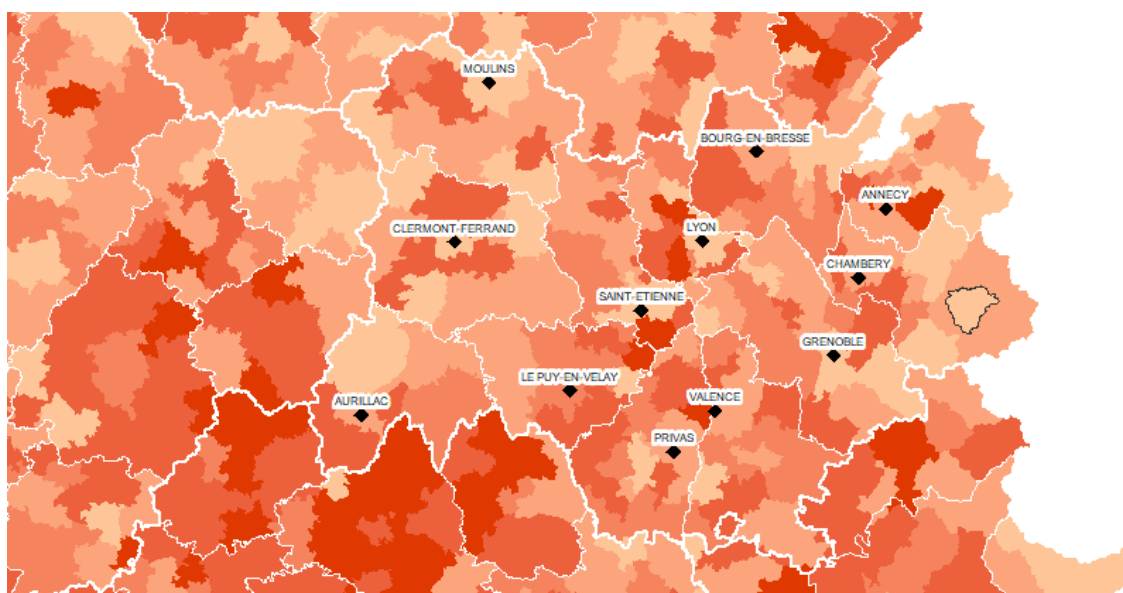 MOULINS
BOURG-EN-BRESSE
ANNECY
CLERMONT-FERRAND
LYON
CHAMBERY
SAINT-ETIENNE
GRENOBLE
LE PUY-EN-VELAY
AURILLAC
VALENCE
PRIVAS